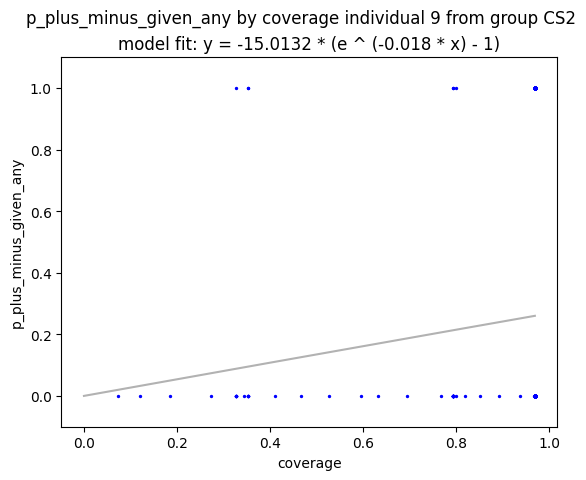 p_plus_minus_given_any by coverage individual 9 from group CS2
model fit: y = -15.0132 * (e ^ (-0.018 * x) - 1)
1.0
0.8
0.6
0.4
0.2
0.0
p_plus_minus_given_any
0.0 0.2 0.4 0.6 0.8 1.0
coverage